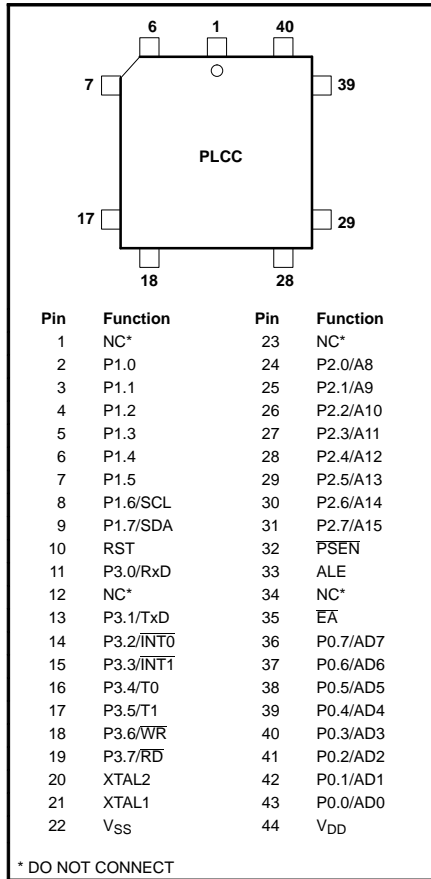 6 1 40
7 39
PLCC
17 29
18 28
Pin Function Pin Function
1 NC* 23 NC*
2 P1.0 24 P2.0/A8
3 P1.1 25 P2.1/A9
4 P1.2 26 P2.2/A10
5 P1.3 27 P2.3/A11
6 P1.4 28 P2.4/A12
7 P1.5 29 P2.5/A13
8 P1.6/SCL 30 P2.6/A14
9 P1.7/SDA 31 P2.7/A15
10 RST 32 P̅S̅E̅N̅
11 P3.0/RxD 33 ALE
12 NC* 34 NC*
13 P3.1/TxD 35 E̅A̅
14 P3.2/I̅N̅T̅0̅ 36 P0.7/AD7
15 P3.3/I̅N̅T̅1̅ 37 P0.6/AD6
16 P3.4/T0 38 P0.5/AD5
17 P3.5/T1 39 P0.4/AD4
18 P3.6/W̅R̅ 40 P0.3/AD3
19 P3.7/R̅D̅ 41 P0.2/AD2
20 XTAL2 42 P0.1/AD1
21 XTAL1 43 P0.0/AD0
22 VSS 44 VDD
* DO NOT CONNECT